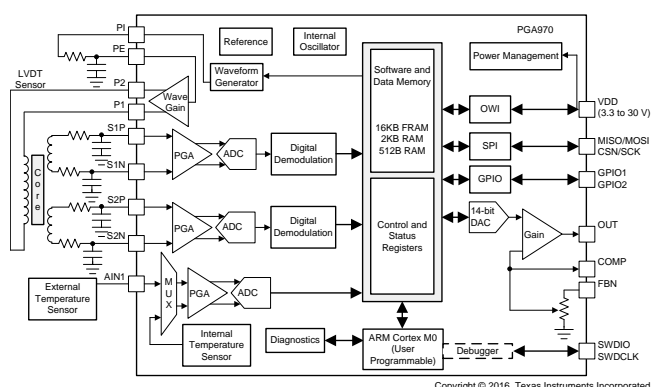 PGA970
PI
PE
P2
P1
S1P
S1N
S2P
S2N
AIN1
LVDT
Sensor
Core
External
Temperature
Sensor
Reference
Internal
Oscillator
Waveform
Generator
Wave
Gain
PGA
ADC
Digital
Demodulation
PGA
ADC
Digital
Demodulation
MUX
PGA
ADC
Internal
Temperature
Sensor
Software and
Data Memory
16KB FRAM
2KB RAM
512B RAM
Control and
Status
Registers
Diagnostics
ARM Cortex M0
(User
Programmable)
Debugger
Power Management
OWI
SPI
GPIO
14-bit
DAC
Gain
VDD
(3.3 to 30 V)
MISO/MOSI
CSN/SCK
GPIO1
GPIO2
OUT
COMP
FBN
SWDIO
SWDCLK
Copyright © 2016, Texas Instruments Incorporated